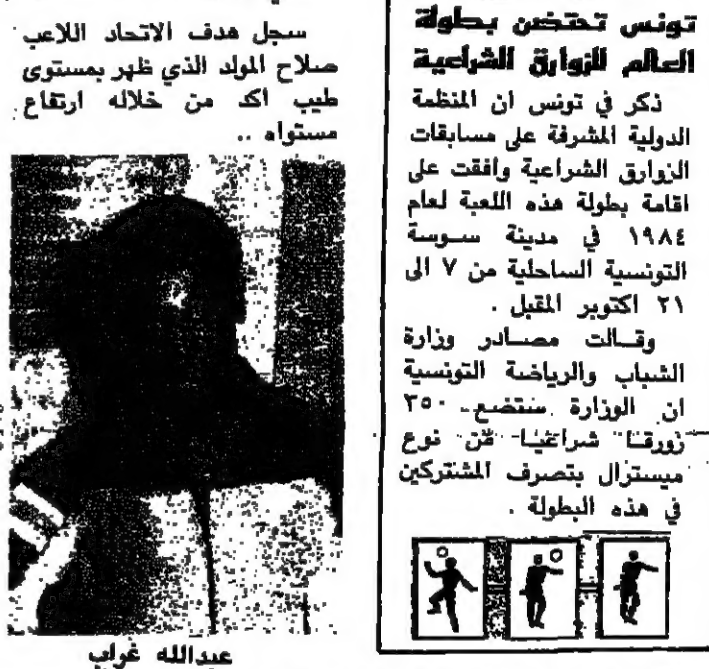 تونس تحتضن بطولة
العالم للزوارق الشراعية
ذكر في تونس ان المنظمة
الدولية المشرفة على مسابقات
الزوارق الشراعية وافقت على
اقامة بطولة هذه اللعبة لعام
١٩٨٤ في مدينة سوسة
التونسية الساحلية من ٧ الى
٢١ اكتوبر المقبل .
وقالت مصادر وزارة
الشباب والرياضة التونسية
ان الوزارة ستضع ٣٥٠
زورقا شراعيا من نوع
ميسترال بتصرف المشتركين
في هذه البطولة .
سجل هدف الاتحاد اللاعب
صلاح المولد الذي ظهر بمستوى
طيب اكد من خلاله ارتفاع
مستواه ..
عبدالله غراب